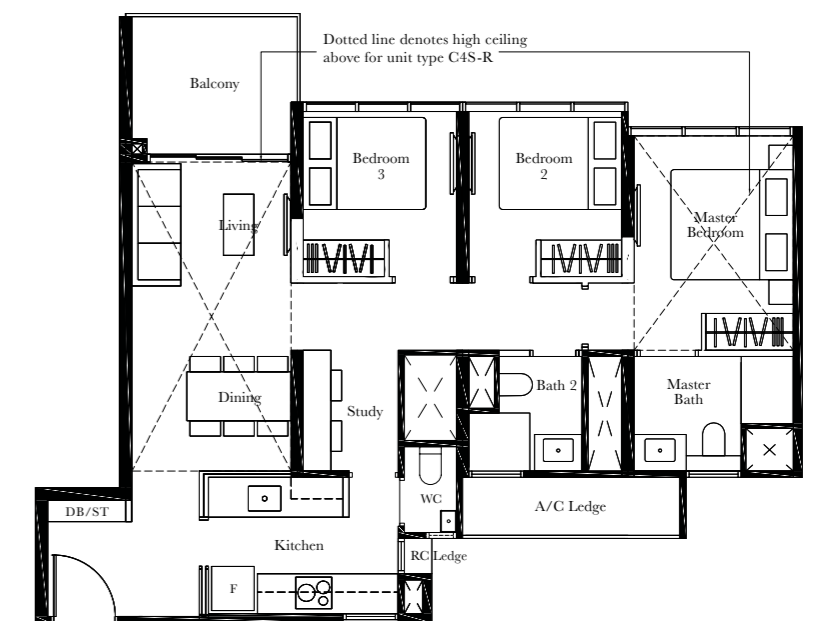 Dotted line denotes high ceiling
above for unit type C4S-R
Balcony
Bedroom
3
Bedroom
2
Living
Master
Bedroom
Dining
Study
Bath 2
Master
Bath
WC
A/C Ledge
DB/ST
Kitchen
RC Ledge
F